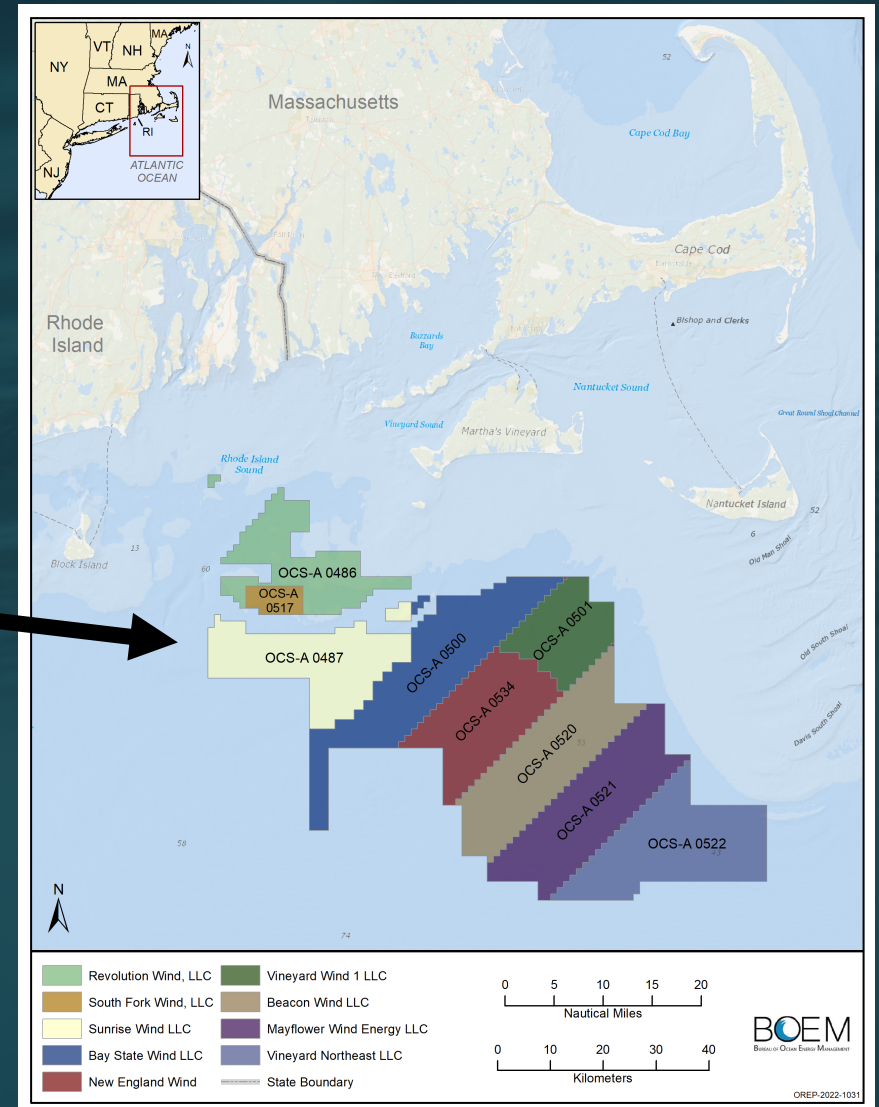 MA
N
VT
NH
NY
MA
CT
RI
NJ
ATLANTIC
OCEAN
Massachusetts
52
Cape Cod Bay
Cape Cod
Rhode
Island
Bishop and Clerks
Buzzards
Bay
Nantucket Sound
Great Round Shoal Channel
Vineyard Sound
Martha's Vineyard
Rhode Island
Sound
Nantucket Island
52
6
Old Man Shoal
13
Block Island
60
OCS-A 0486
OCS-A
0517
OCS-A 0501
OCS-A 0487
OCS-A 0500
Old South Shoal
OCS-A 0534
OCS-A 0520
Davis South Shoal
OCS-A 0521
58
OCS-A 0522
N
74
Revolution Wind, LLC
South Fork Wind, LLC
Sunrise Wind LLC
Bay State Wind LLC
New England Wind
Vineyard Wind 1 LLC
Beacon Wind LLC
Mayflower Wind Energy LLC
Vineyard Northeast LLC
State Boundary
0 5 10 15 20
Nautical Miles
0 10 20 30 40
Kilometers
BOEM
BUREAU OF OCEAN ENERGY MANAGEMENT
OREP-2022-1031